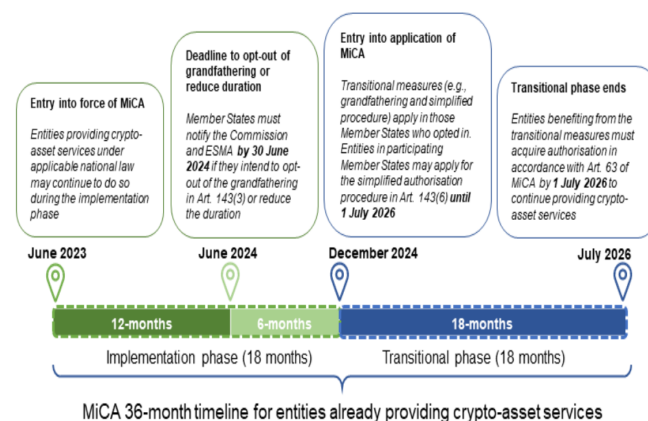 Entry into force of MiCA
Entities providing crypto-
asset services under
applicable national law
may continue to do so
during the implementation
phase
Deadline to opt-out of
grandfathering or
reduce duration
Member States must
notify the Commission
and ESMA by 30 June
2024 if they intend to opt-
out of the grandfathering
in Art. 143(3) or reduce
the duration
Entry into application of
MiCA
Transitional measures (e.g.,
grandfathering and simplified
procedure) apply in those
Member States who opted in.
Entities in participating
Member States may apply for
the simplified authorisation
procedure in Art. 143(6) until
1 July 2026
Transitional phase ends
Entities benefiting from the
transitional measures must
acquire authorisation in
accordance with Art. 63 of
MiCA by 1 July 2026 to
continue providing crypto-
asset services
June 2023
June 2024
December 2024
July 2026
12-months
6-months
18-months
Implementation phase (18 months)
Transitional phase (18 months)
MiCA 36-month timeline for entities already providing crypto-asset services